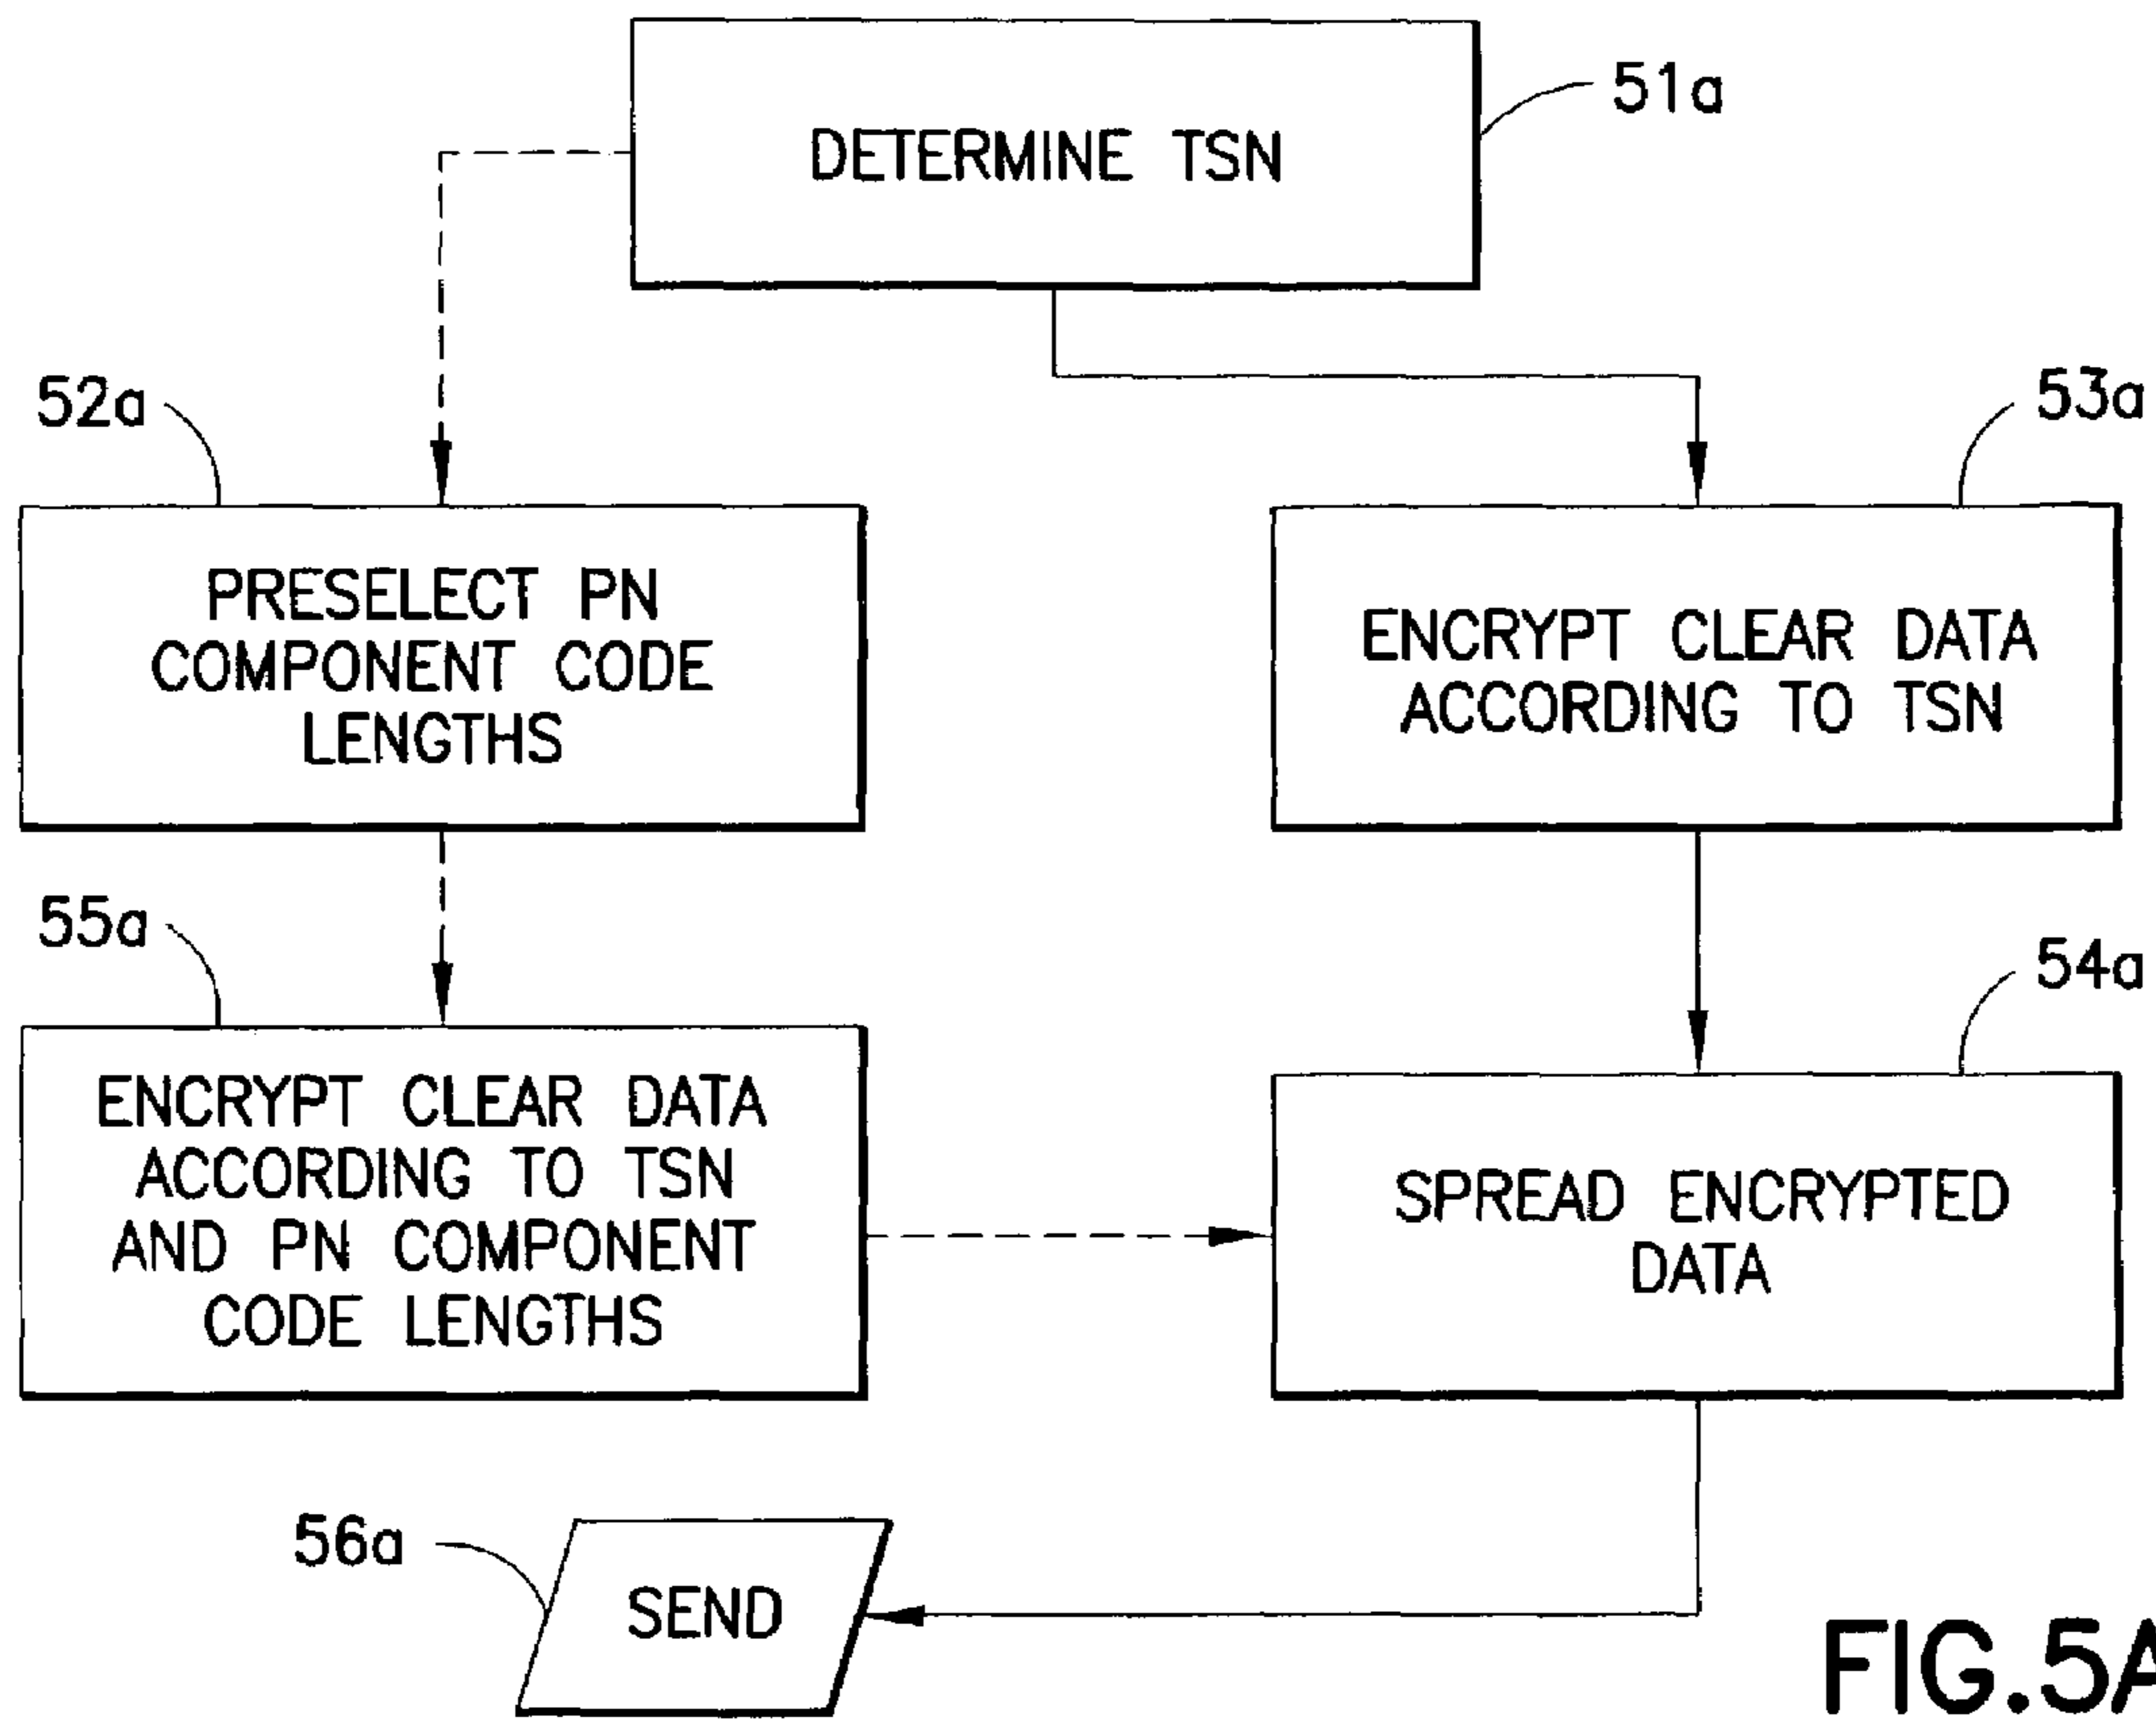 51a
DETERMINE TSN
52a
53a
PRESELECT PN
COMPONENT CODE
LENGTHS
ENCRYPT CLEAR DATA
ACCORDING TO TSN
55a
54a
ENCRYPT CLEAR DATA
ACCORDING TO TSN
AND PN COMPONENT
CODE LENGTHS
SPREAD ENCRYPTED
DATA
56a
SEND
FIG.5A